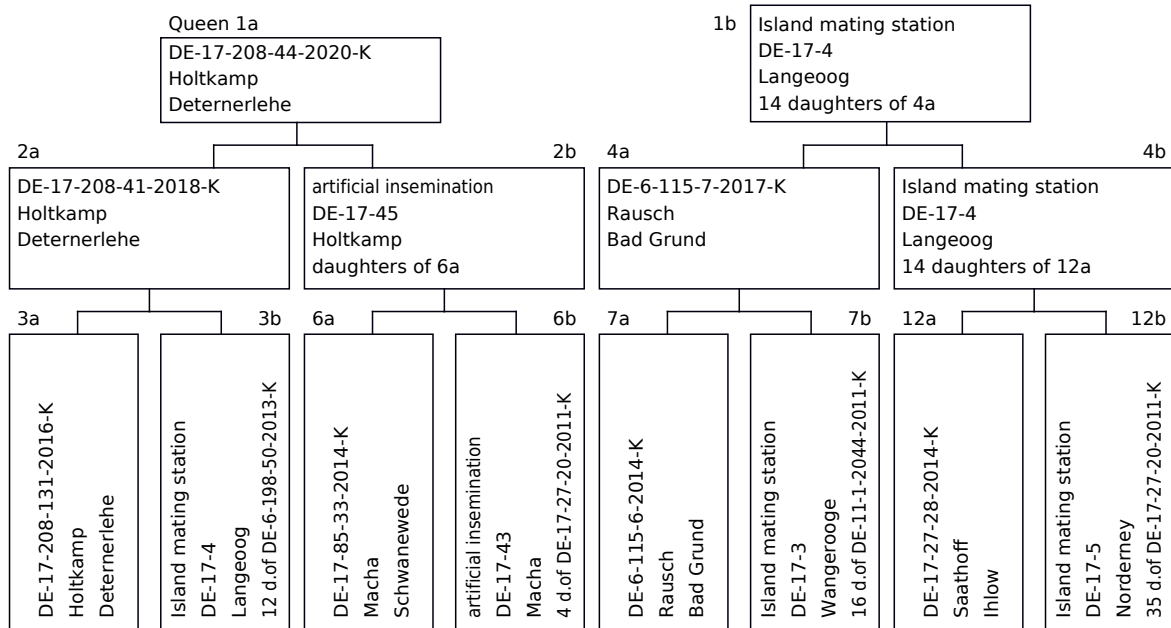 Queen 1a
DE-17-208-44-2020-K
Holtkamp
Deternerlehe
1b
Island mating station
DE-17-4
Langeoog
14 daughters of 4a
2a
DE-17-208-41-2018-K
Holtkamp
Deternerlehe
2b
artificial insemination
DE-17-45
Holtkamp
daughters of 6a
4a
DE-6-115-7-2017-K
Rausch
Bad Grund
4b
Island mating station
DE-17-4
Langeoog
14 daughters of 12a
3a
DE-17-208-131-2016-K
Holtkamp
Deternerlehe
3b
Island mating station
DE-17-4
Langeoog
12 d.of DE-6-198-50-2013-K
6a
DE-17-85-33-2014-K
Macha
Schwanewede
6b
artificial insemination
DE-17-43
Macha
4 d.of DE-17-27-20-2011-K
7a
DE-6-115-6-2014-K
Rausch
Bad Grund
7b
Island mating station
DE-17-3
Wangerooge
16 d.of DE-11-1-2044-2011-K
12a
DE-17-27-28-2014-K
Saathoff
Ihlow
12b
Island mating station
DE-17-5
Norderney
35 d.of DE-17-27-20-2011-K